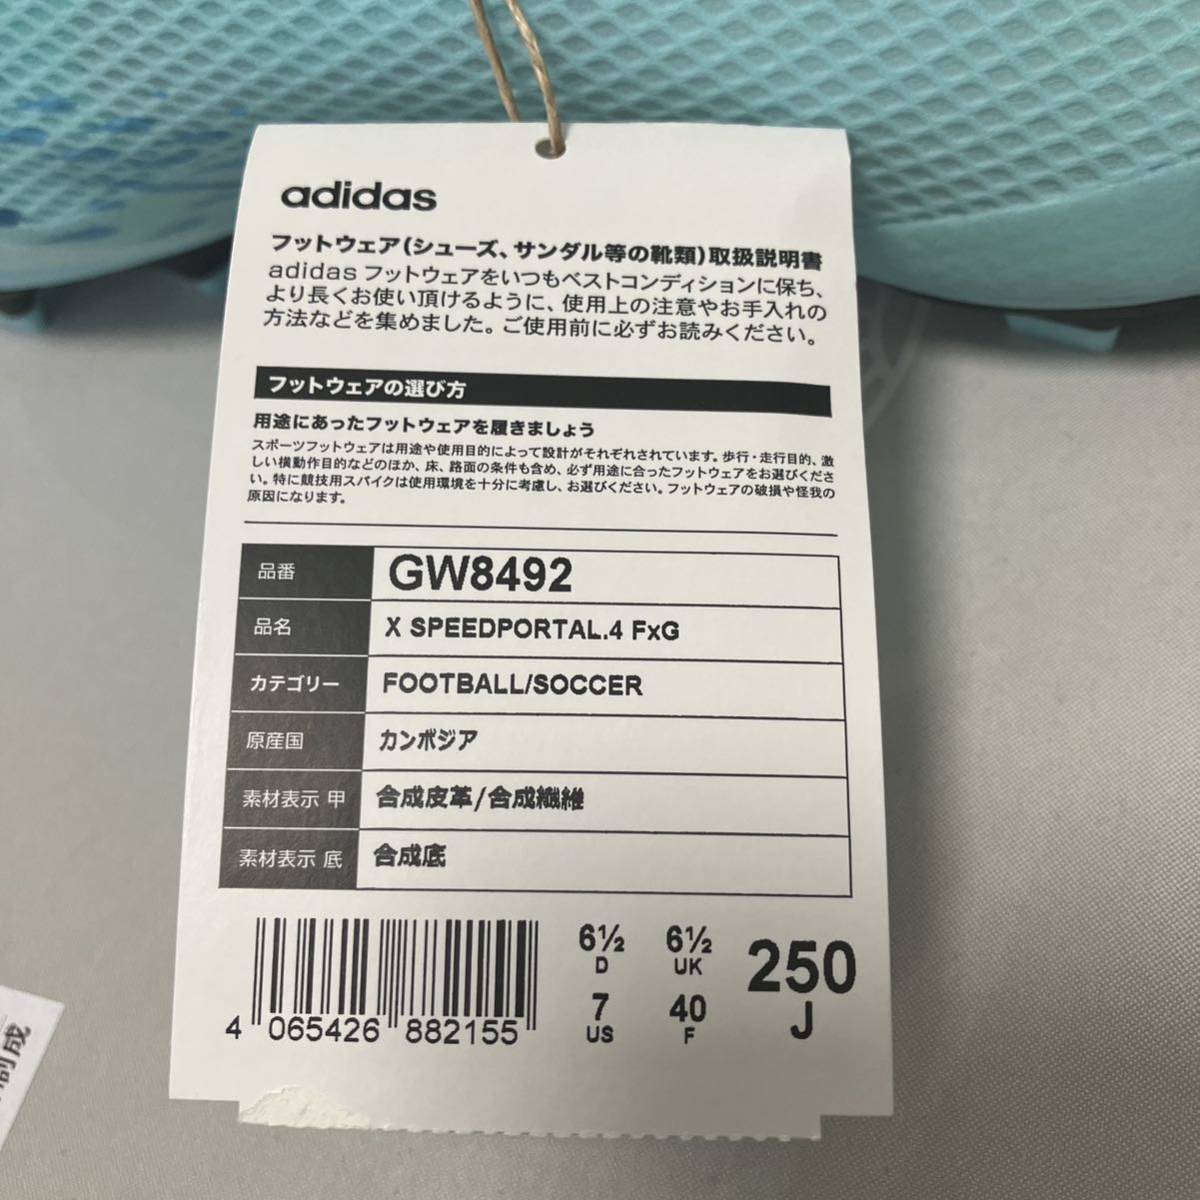 adidas
フットウェア(シューズ、サンダル等の靴類)取扱説明書
adidas フットウェアをいつもベストコンディションに保ち、
より長くお使い頂けるように、使用上の注意やお手入れの
方法などを集めました。ご使用前に必ずお読みください。
フットウェアの選び方
用途にあったフットウェアを履きましょう
スポーツフットウェアは用途や使用目的によって設計がそれぞれされています。歩行・走行目的、激
しい横動作目的などのほか、床、路面の条件も含め、必ず用途に合ったフットウェアをお選びくださ
い。特に競技用スパイクは使用環境を十分に考慮し、お選びください。フットウェアの破損や怪我の
原因になります。
品番 GW8492
品名 X SPEEDPORTAL.4 FxG
カテゴリー FOOTBALL/SOCCER
原産国 カンボジア
素材表示 甲 合成皮革/合成繊維
素材表示 底 合成底
6½ 6½ 250
D UK
7 40 J
US F
4 065426 882155
制成